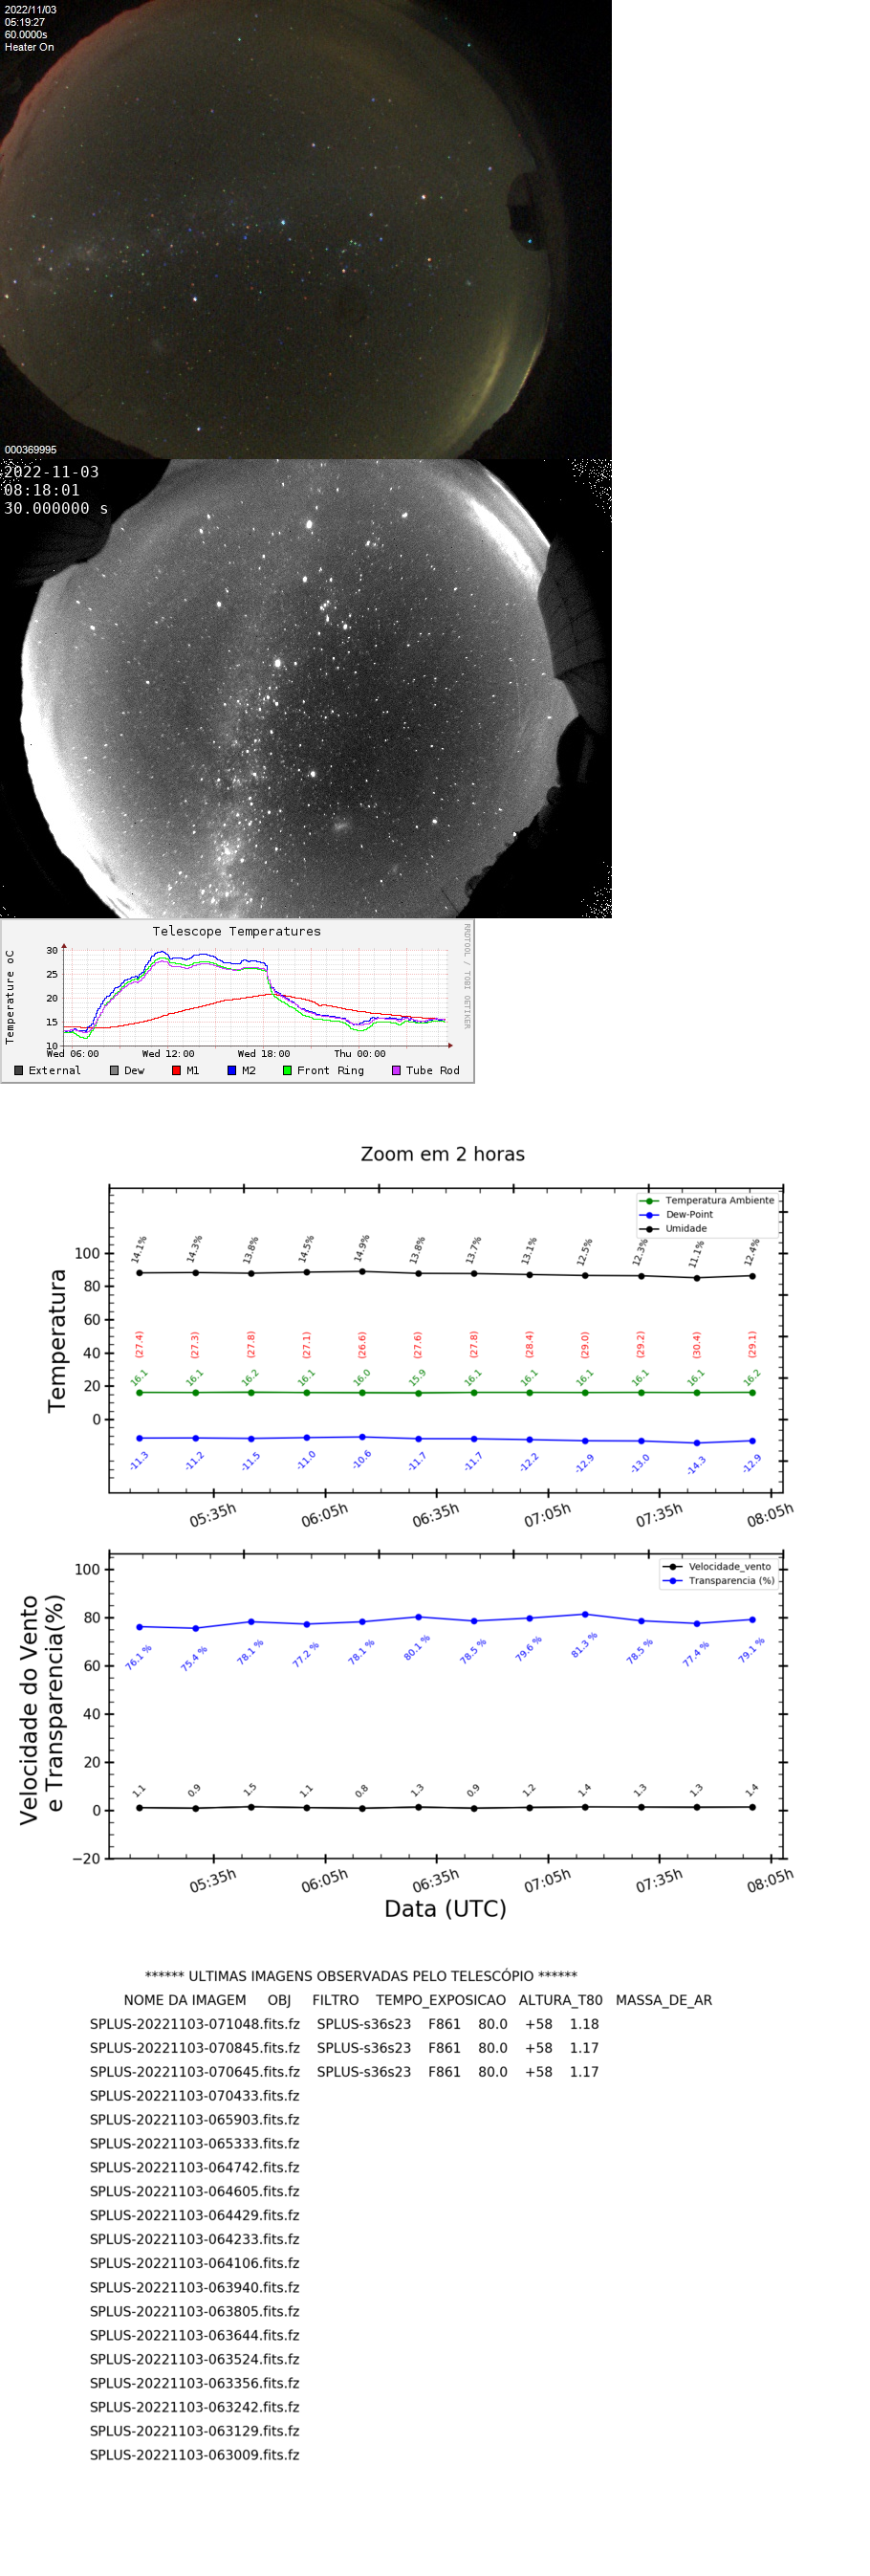 2022/11/03
05:19:27
60.0000s
Heater On
000369995
2022-11-03
08:18:01
30.000000 s
Telescope Temperatures
RRDTOOL / TOBI OETIKER
Temperature oC
30
25
20
15
10
Wed 06:00 Wed 12:00 Wed 18:00 Thu 00:00
External Dew M1 M2 Front Ring Tube Rod
Zoom em 2 horas
Temperatura Ambiente
Dew-Point
Umidade
Temperatura
100
80
60
40
20
0
14.1% 14.3% 13.8% 14.5% 14.9% 13.8% 13.7% 13.1% 12.5% 12.3% 11.1% 12.4%
(27.4) (27.3) (27.8) (27.1) (26.6) (27.6) (27.8) (28.4) (29.0) (29.2) (30.4) (29.1)
16.1 16.1 16.2 16.1 16.0 15.9 16.1 16.1 16.1 16.1 16.1 16.2
-11.3 -11.2 -11.5 -11.0 -10.6 -11.7 -11.7 -12.2 -12.9 -13.0 -14.3 -12.9
05:35h 06:05h 06:35h 07:05h 07:35h 08:05h
Velocidade_vento
Transparencia (%)
Velocidade do Vento
e Transparencia(%)
100
80
60
40
20
0
−20
76.1 % 75.4 % 78.1 % 77.2 % 78.1 % 80.1 % 78.5 % 79.6 % 81.3 % 78.5 % 77.4 % 79.1 %
1.1 0.9 1.5 1.1 0.8 1.3 0.9 1.2 1.4 1.3 1.3 1.4
05:35h 06:05h 06:35h 07:05h 07:35h 08:05h
Data (UTC)
****** ULTIMAS IMAGENS OBSERVADAS PELO TELESCÓPIO ******
NOME DA IMAGEM OBJ FILTRO TEMPO_EXPOSICAO ALTURA_T80 MASSA_DE_AR
SPLUS-20221103-071048.fits.fz SPLUS-s36s23 F861 80.0 +58 1.18
SPLUS-20221103-070845.fits.fz SPLUS-s36s23 F861 80.0 +58 1.17
SPLUS-20221103-070645.fits.fz SPLUS-s36s23 F861 80.0 +58 1.17
SPLUS-20221103-070433.fits.fz
SPLUS-20221103-065903.fits.fz
SPLUS-20221103-065333.fits.fz
SPLUS-20221103-064742.fits.fz
SPLUS-20221103-064605.fits.fz
SPLUS-20221103-064429.fits.fz
SPLUS-20221103-064233.fits.fz
SPLUS-20221103-064106.fits.fz
SPLUS-20221103-063940.fits.fz
SPLUS-20221103-063805.fits.fz
SPLUS-20221103-063644.fits.fz
SPLUS-20221103-063524.fits.fz
SPLUS-20221103-063356.fits.fz
SPLUS-20221103-063242.fits.fz
SPLUS-20221103-063129.fits.fz
SPLUS-20221103-063009.fits.fz